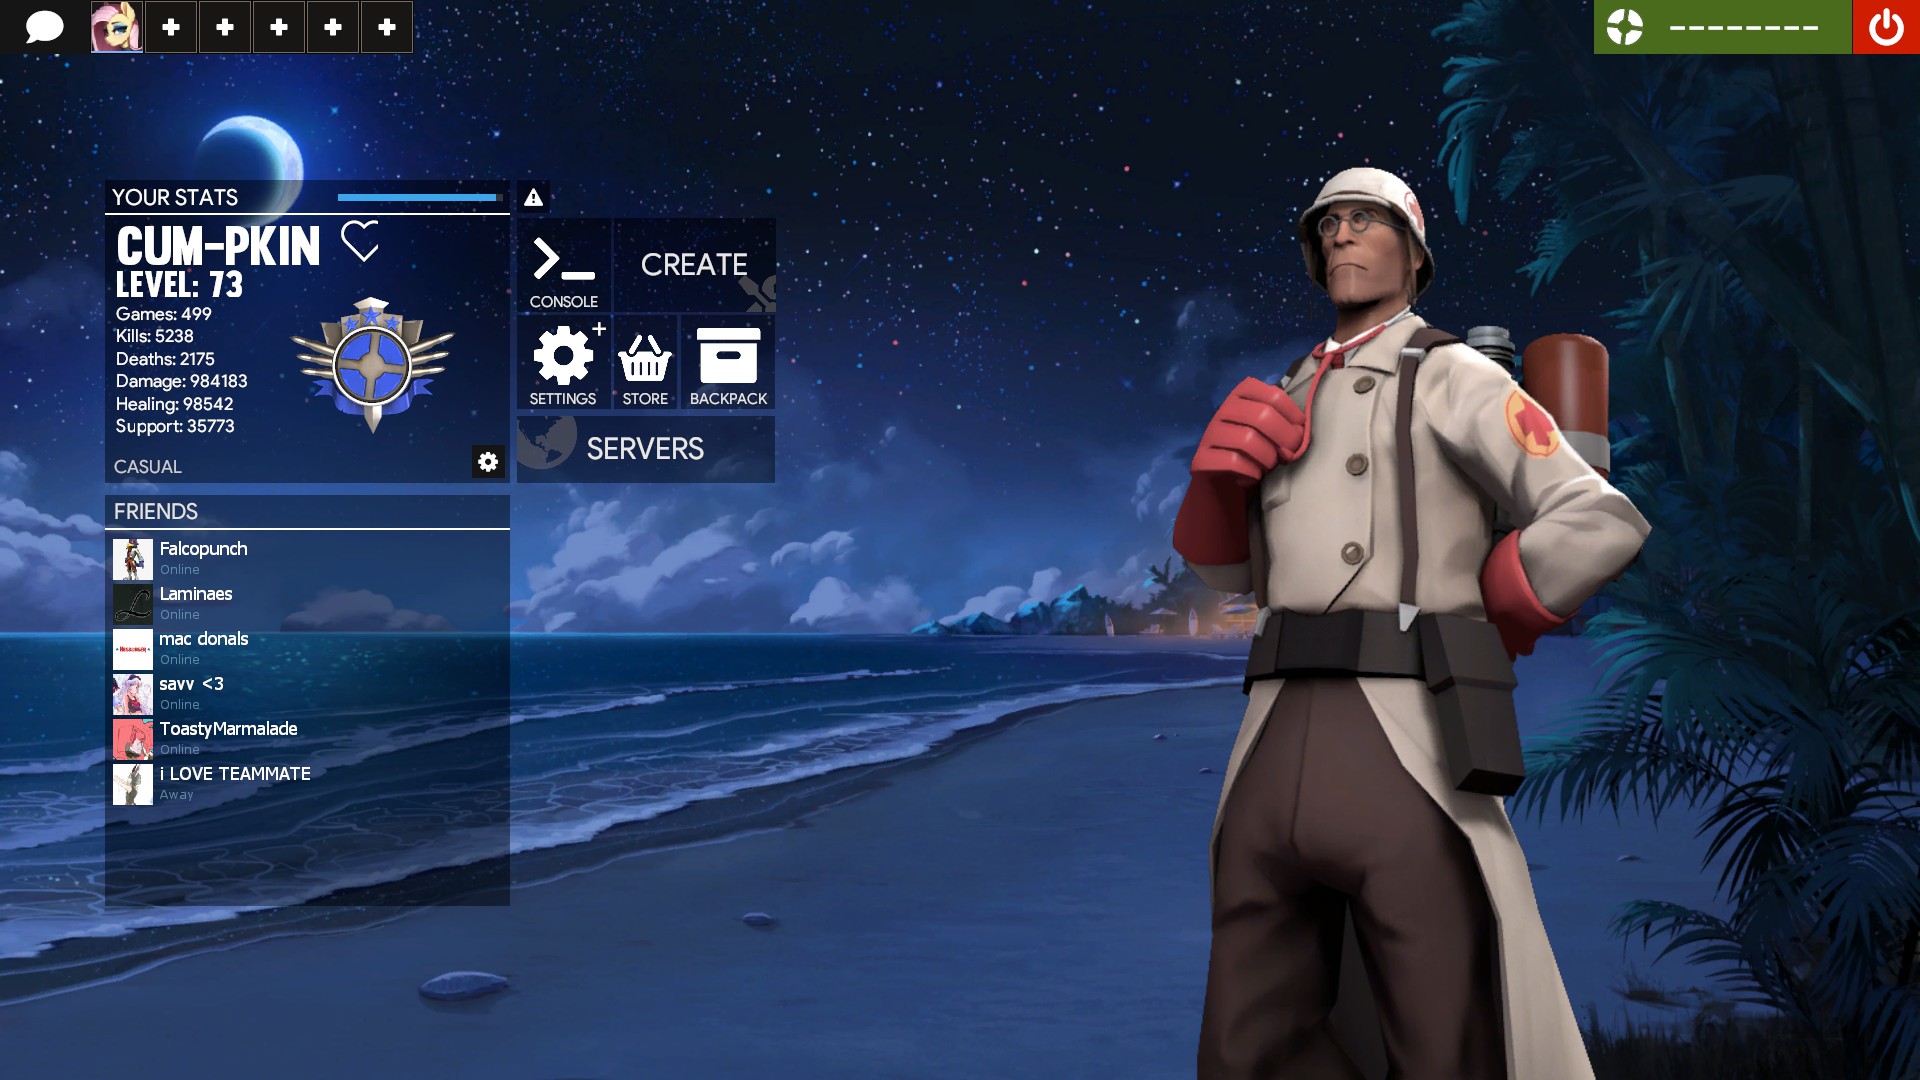 YOUR STATS
CUM-PKIN
LEVEL: 73
Games: 499
Kills: 5238
Deaths: 2175
Damage: 984183
Healing: 98542
Support: 35773
CASUAL
CONSOLE
CREATE
SETTINGS
STORE
BACKPACK
SERVERS
FRIENDS
Falcopunch
Online
Laminaes
Online
mac donals
Online
savv <3
Online
ToastyMarmalade
Online
i LOVE TEAMMATE
Away